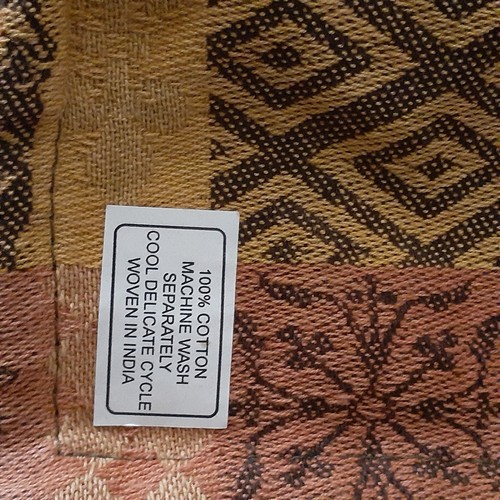 100% COTTON
MACHINE WASH
SEPARATELY
COOL DELICATE CYCLE
WOVEN IN INDIA